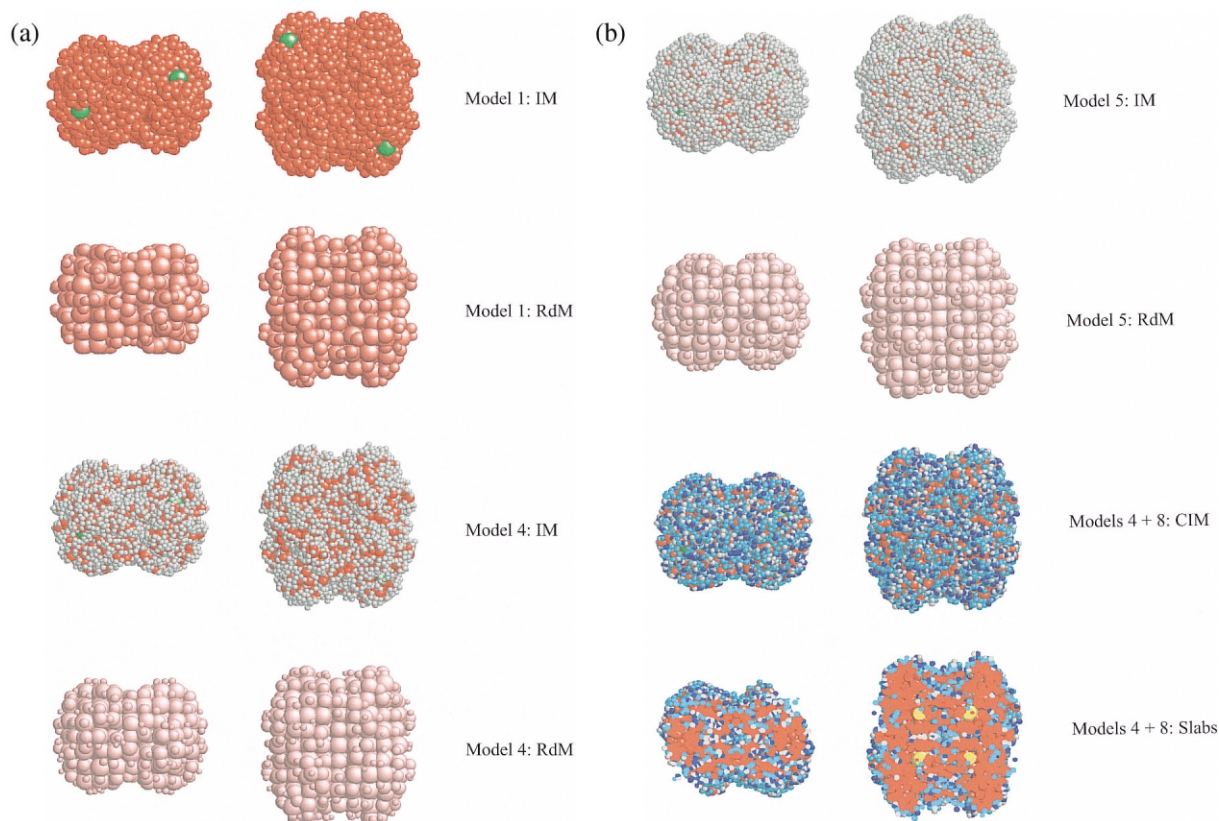 (a)
Model 1: IM
Model 1: RdM
Model 4: IM
Model 4: RdM
(b)
Model 5: IM
Model 5: RdM
Models 4 + 8: CIM
Models 4 + 8: Slabs